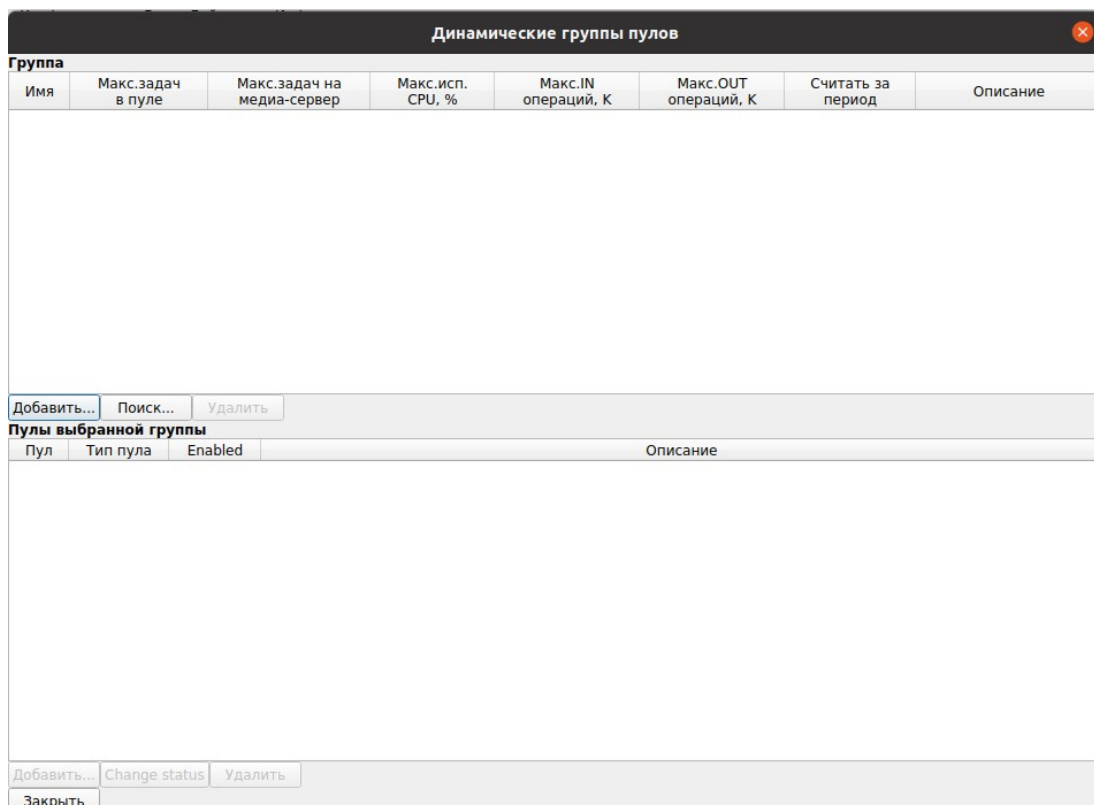 Динамические группы пулов
Группа
Имя Макс.задач в пуле Макс.задач на медиа-сервер Макс.исп. CPU, % Макс.IN операций, К Макс.OUT операций, К Считать за период Описание
Добавить... Поиск... Удалить
Пулы выбранной группы
Пул Тип пула Enabled Описание
Добавить... Change status Удалить
Закрыть